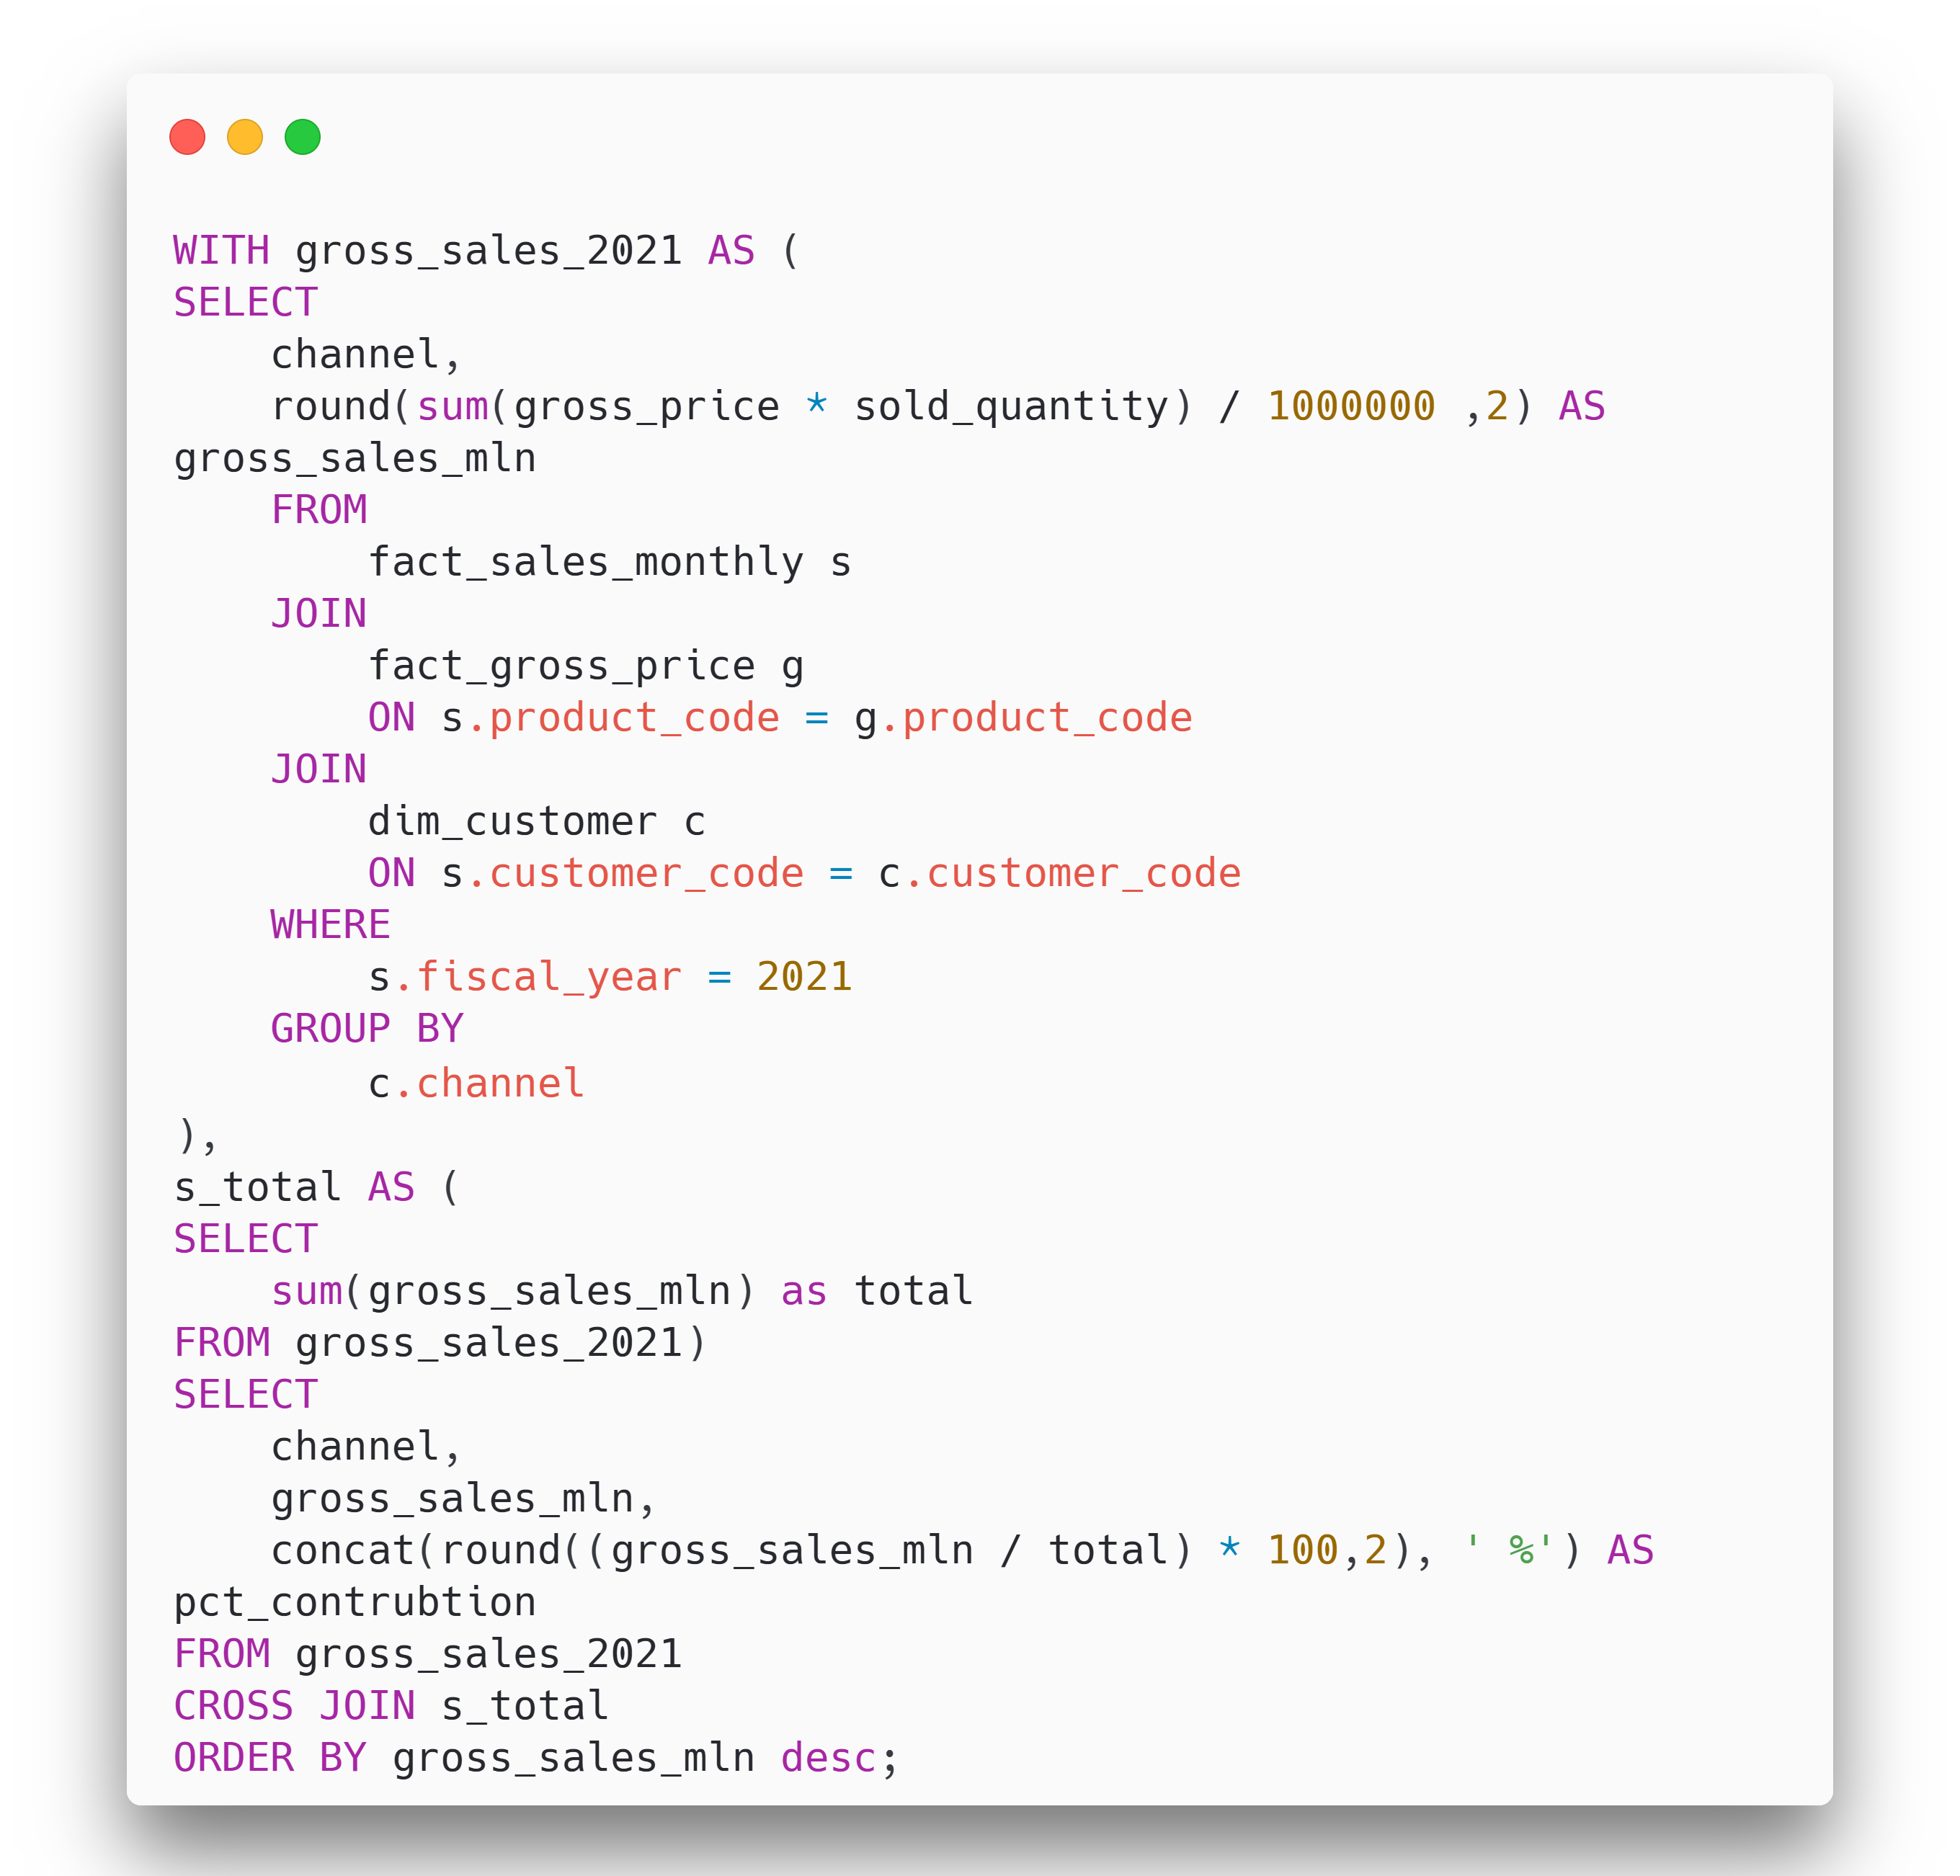 WITH gross_sales_2021 AS (
SELECT
    channel,
    round(sum(gross_price * sold_quantity) / 1000000 ,2) AS
gross_sales_mln
    FROM
        fact_sales_monthly s
    JOIN
        fact_gross_price g
        ON s.product_code = g.product_code
    JOIN
        dim_customer c
        ON s.customer_code = c.customer_code
    WHERE
        s.fiscal_year = 2021
    GROUP BY
        c.channel
),
s_total AS (
SELECT
    sum(gross_sales_mln) as total
FROM gross_sales_2021)
SELECT
    channel,
    gross_sales_mln,
    concat(round((gross_sales_mln / total) * 100,2), ' %') AS
pct_contrubtion
FROM gross_sales_2021
CROSS JOIN s_total
ORDER BY gross_sales_mln desc;